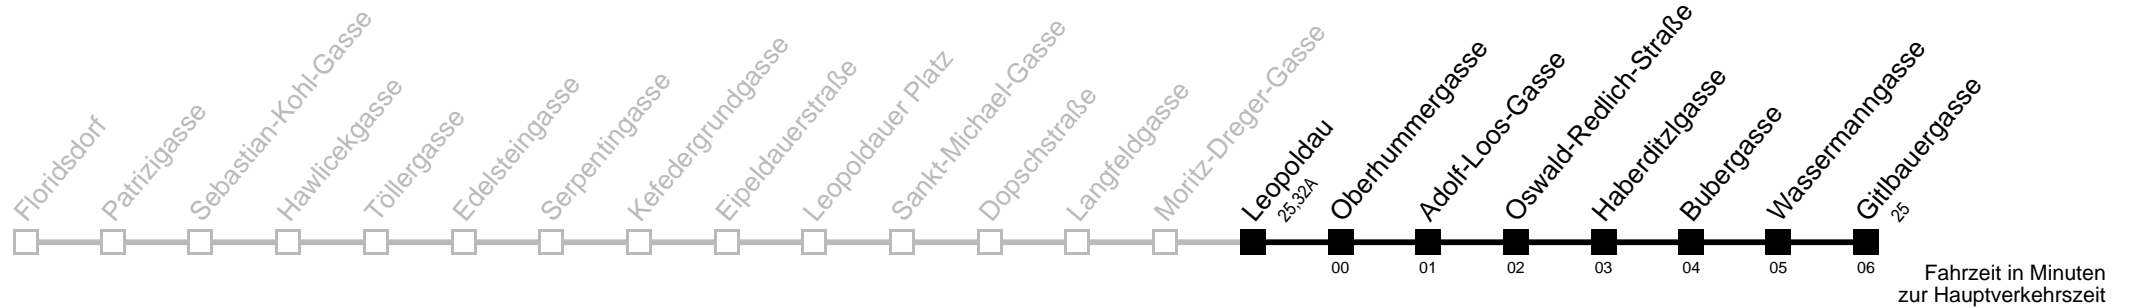 Floridsdorf
Patrizigasse
Sebastian-Kohl-Gasse
Hawlicekgasse
Töllergasse
Edelsteingasse
Serpentingasse
Kefedergrundgasse
Eipeldauerstraße
Leopoldauer Platz
Sankt-Michael-Gasse
Dopschstraße
Langfeldgasse
Moritz-Dreger-Gasse
Leopoldau
25,32A
Oberhummergasse
Adolf-Loos-Gasse
Oswald-Redlich-Straße
Haberditzlgasse
Bubergasse
Wassermanngasse
Gitlbauergasse
25
00 01 02 03 04 05 06
Fahrzeit in Minuten
zur Hauptverkehrszeit